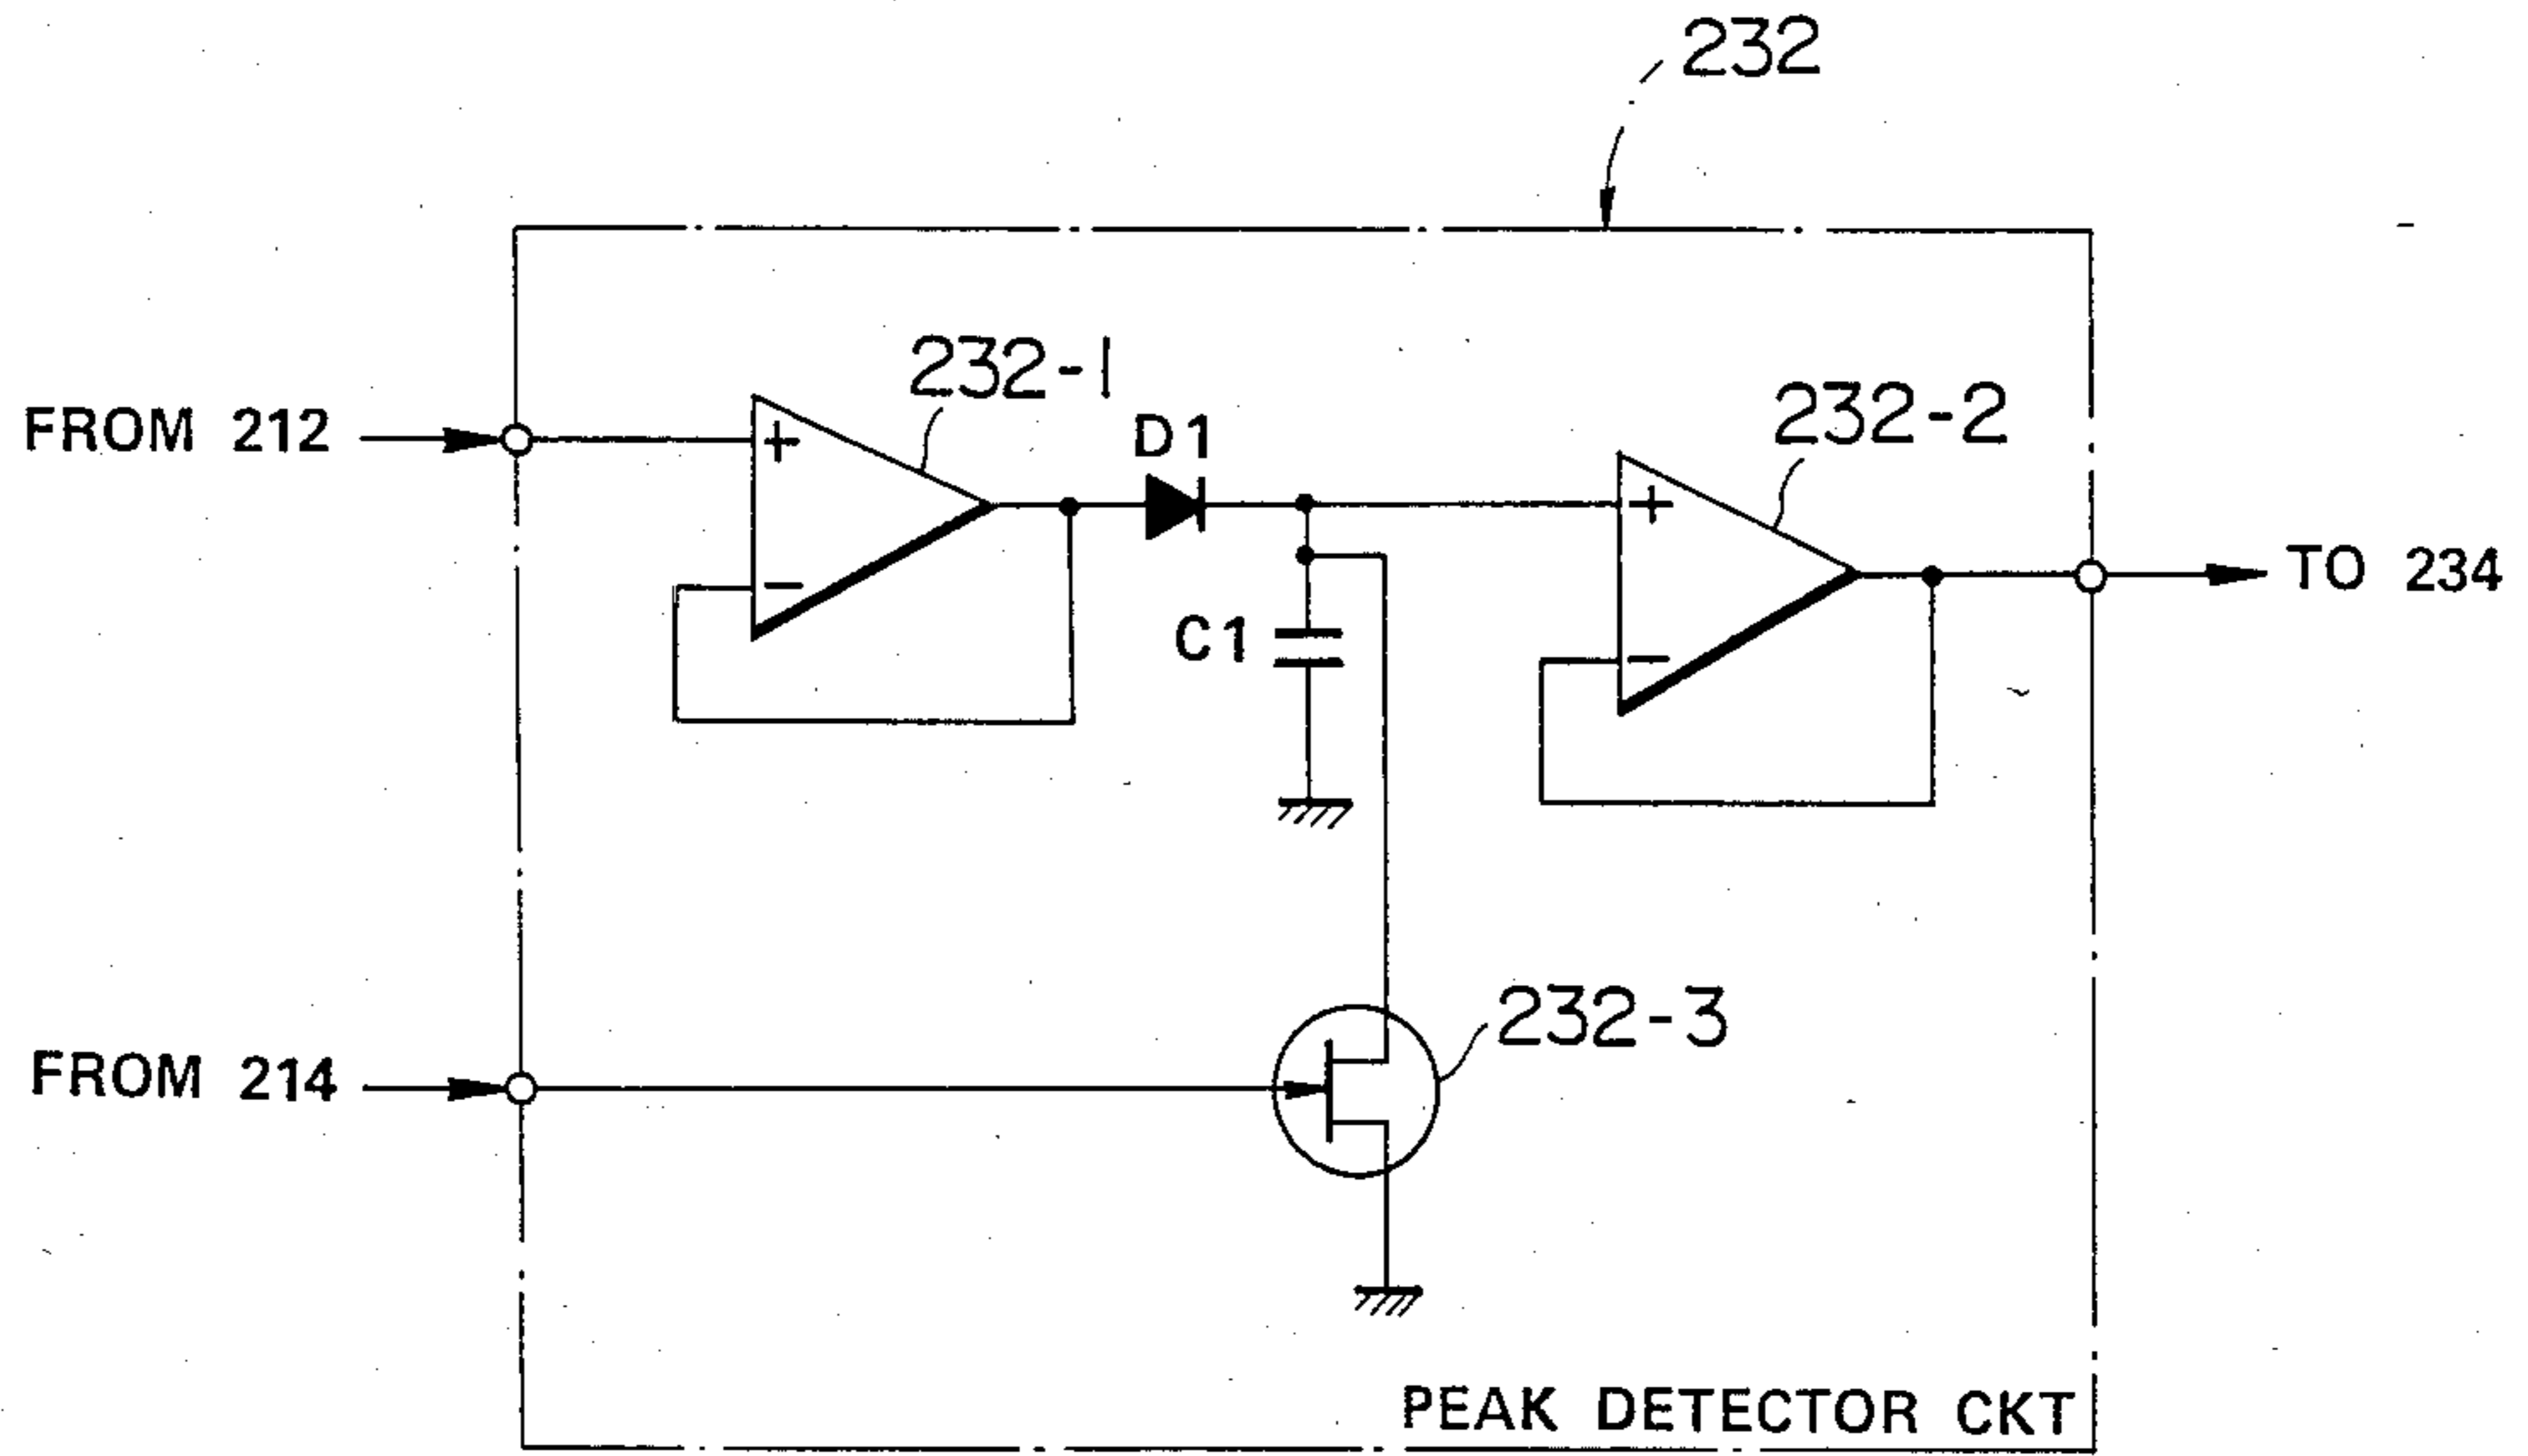 232
232-1
D1
232-2
FROM 212
+
+
-
TO 234
C1
-
232-3
FROM 214
PEAK DETECTOR CKT